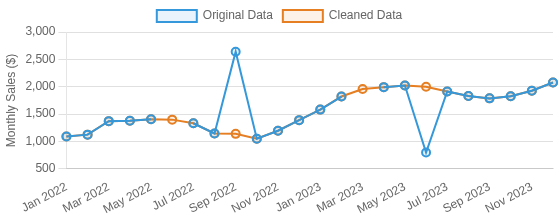 Original Data Cleaned Data
Monthly Sales ($)
3,000
2,500
2,000
1,500
1,000
500
Jan 2022 Mar 2022 May 2022 Jul 2022 Sep 2022 Nov 2022 Jan 2023 Mar 2023 May 2023 Jul 2023 Sep 2023 Nov 2023